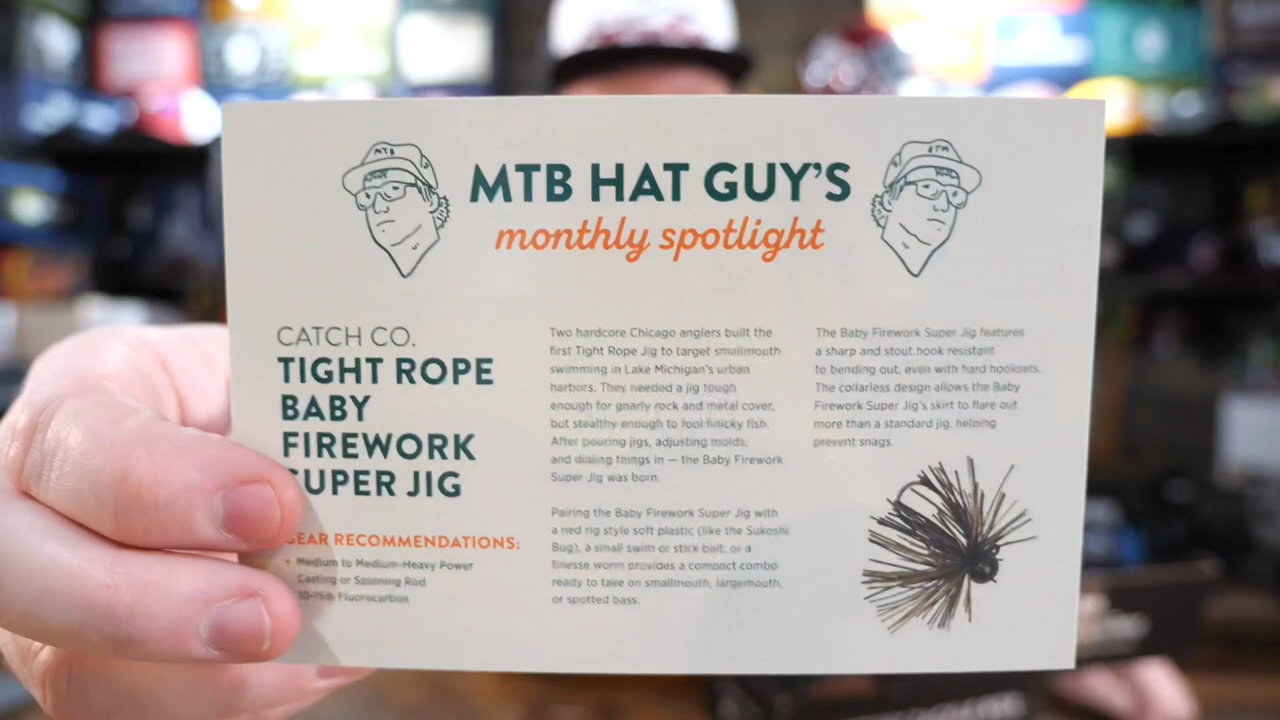 MTB HAT GUY'S
monthly spotlight
CATCH CO.
TIGHT ROPE
BABY
FIREWORK
SUPER JIG
GEAR RECOMMENDATIONS:
• Medium to Medium-Heavy Power
Casting or Spinning Rod
10-15lb Fluorocarbon
Two hardcore Chicago anglers built the
first Tight Rope Jig to target smallmouth
swimming in Lake Michigan's urban
harbors. They needed a jig tough
enough for gnarly rock and metal cover,
but stealthy enough to fool finicky fish.
After pouring jigs, adjusting molds,
and dialing things in — the Baby Firework
Super Jig was born.
Pairing the Baby Firework Super Jig with
a ned rig style soft plastic (like the Sukoshi
Bug), a small swim or stick bait, or a
finesse worm provides a compact combo
ready to take on smallmouth, largemouth,
or spotted bass.
The Baby Firework Super Jig features
a sharp and stout hook resistant
to bending out, even with hard hooksets.
The collarless design allows the Baby
Firework Super Jig's skirt to flare out
more than a standard jig, helping
prevent snags.